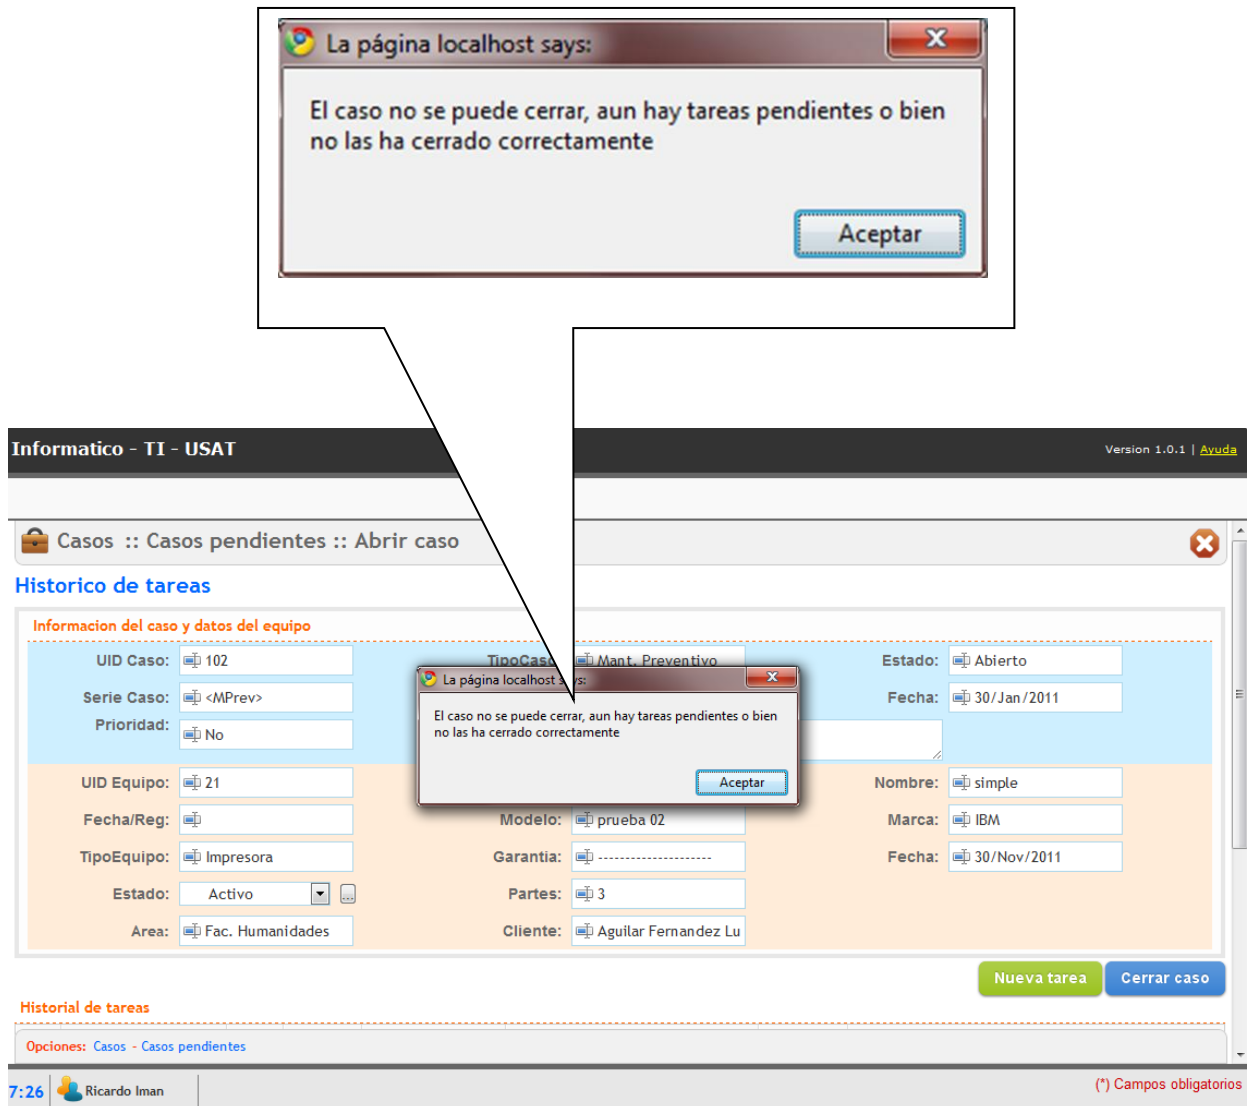 La página localhost says:
El caso no se puede cerrar, aun hay tareas pendientes o bien
no las ha cerrado correctamente
Aceptar
Informatico - TI - USAT
Version 1.0.1 | Ayuda
Casos :: Casos pendientes :: Abrir caso
Historico de tareas
Informacion del caso y datos del equipo
UID Caso: 102 TipoCaso: Mant. Preventivo Estado: Abierto
Serie Caso: <MPrev> Fecha: 30/Jan/2011
Prioridad: No
La página localhost says:
El caso no se puede cerrar, aun hay tareas pendientes o bien
no las ha cerrado correctamente
Aceptar
UID Equipo: 21 Nombre: simple
Fecha/Reg: Modelo: prueba 02 Marca: IBM
TipoEquipo: Impresora Garantia: -------------------- Fecha: 30/Nov/2011
Estado: Activo ... Partes: 3
Area: Fac. Humanidades Cliente: Aguilar Fernandez Lu
Nueva tarea Cerrar caso
Historial de tareas
Opciones: Casos - Casos pendientes
7:26 Ricardo Iman (*) Campos obligatorios